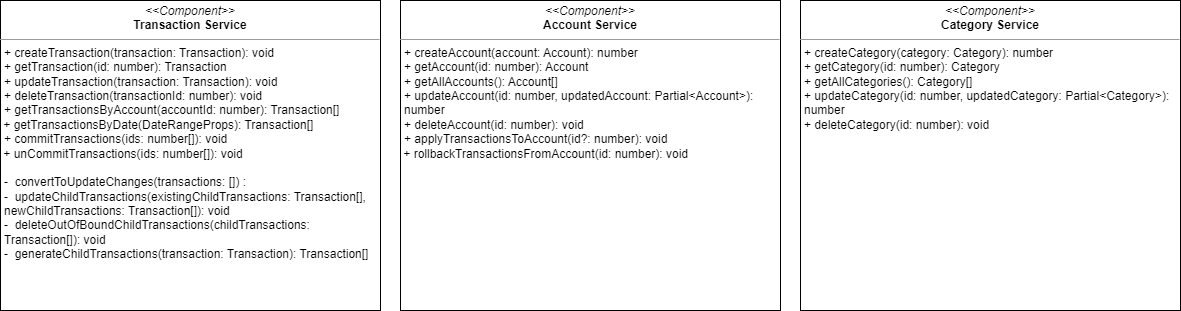 <<Component>>
Transaction Service
+ createTransaction(transaction: Transaction): void
+ getTransaction(id: number): Transaction
+ updateTransaction(transaction: Transaction): void
+ deleteTransaction(transactionId: number): void
+ getTransactionsByAccount(accountId: number): Transaction[]
+ getTransactionsByDate(DateRangeProps): Transaction[]
+ commitTransactions(ids: number[]): void
+ unCommitTransactions(ids: number[]): void
- convertToUpdateChanges(transactions: []) :
- updateChildTransactions(existingChildTransactions: Transaction[],
newChildTransactions: Transaction[]): void
- deleteOutOfBoundChildTransactions(childTransactions:
Transaction[]): void
- generateChildTransactions(transaction: Transaction): Transaction[]
<<Component>>
Account Service
+ createAccount(account: Account): number
+ getAccount(id: number): Account
+ getAllAccounts(): Account[]
+ updateAccount(id: number, updatedAccount: Partial<Account>):
number
+ deleteAccount(id: number): void
+ applyTransactionsToAccount(id?: number): void
+ rollbackTransactionsFromAccount(id: number): void
<<Component>>
Category Service
+ createCategory(category: Category): number
+ getCategory(id: number): Category
+ getAllCategories(): Category[]
+ updateCategory(id: number, updatedCategory: Partial<Category>):
number
+ deleteCategory(id: number): void